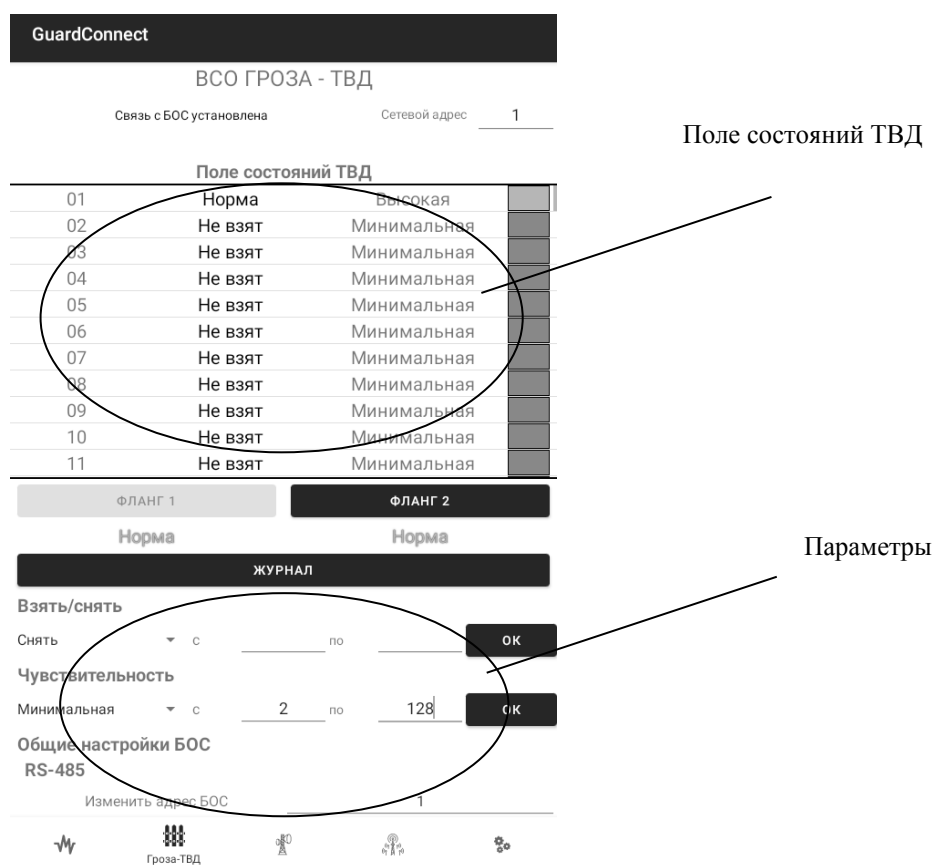 GuardConnect
ВСО ГРОЗА - ТВД
Связь с БОС установлена Сетевой адрес 1
Поле состояний ТВД
Поле состояний ТВД
01 Норма Высокая
02 Не взят Минимальная
03 Не взят Минимальная
04 Не взят Минимальная
05 Не взят Минимальная
06 Не взят Минимальная
07 Не взят Минимальная
08 Не взят Минимальная
09 Не взят Минимальная
10 Не взят Минимальная
11 Не взят Минимальная
ФЛАНГ 1 ФЛАНГ 2
Норма Норма
Параметры
ЖУРНАЛ
Взять/снять
Снять с по ОК
Чувствительность
Минимальная с 2 по 128 ОК
Общие настройки БОС
RS-485
Изменить адрес БОС 1
Гроза-ТВД